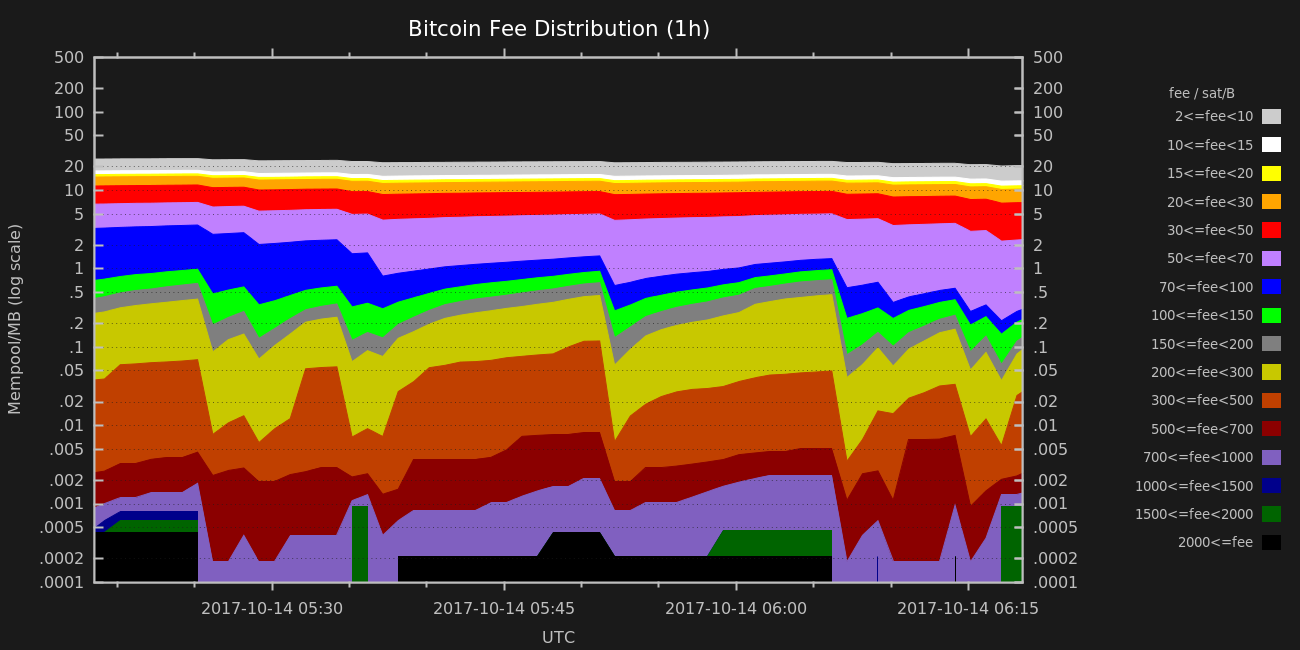 Bitcoin Fee Distribution (1h)
500 500
200 200
100 100
50 50
20 20
10 10
5 5
2 2
1 1
.5 .5
.2 .2
.1 .1
.05 .05
.02 .02
.01 .01
.005 .005
.002 .002
.001 .001
.0005 .0005
.0002 .0002
.0001 .0001
Mempool/MB (log scale)
2017-10-14 05:30 2017-10-14 05:45 2017-10-14 06:00 2017-10-14 06:15
UTC
fee / sat/B
2<=fee<10
10<=fee<15
15<=fee<20
20<=fee<30
30<=fee<50
50<=fee<70
70<=fee<100
100<=fee<150
150<=fee<200
200<=fee<300
300<=fee<500
500<=fee<700
700<=fee<1000
1000<=fee<1500
1500<=fee<2000
2000<=fee